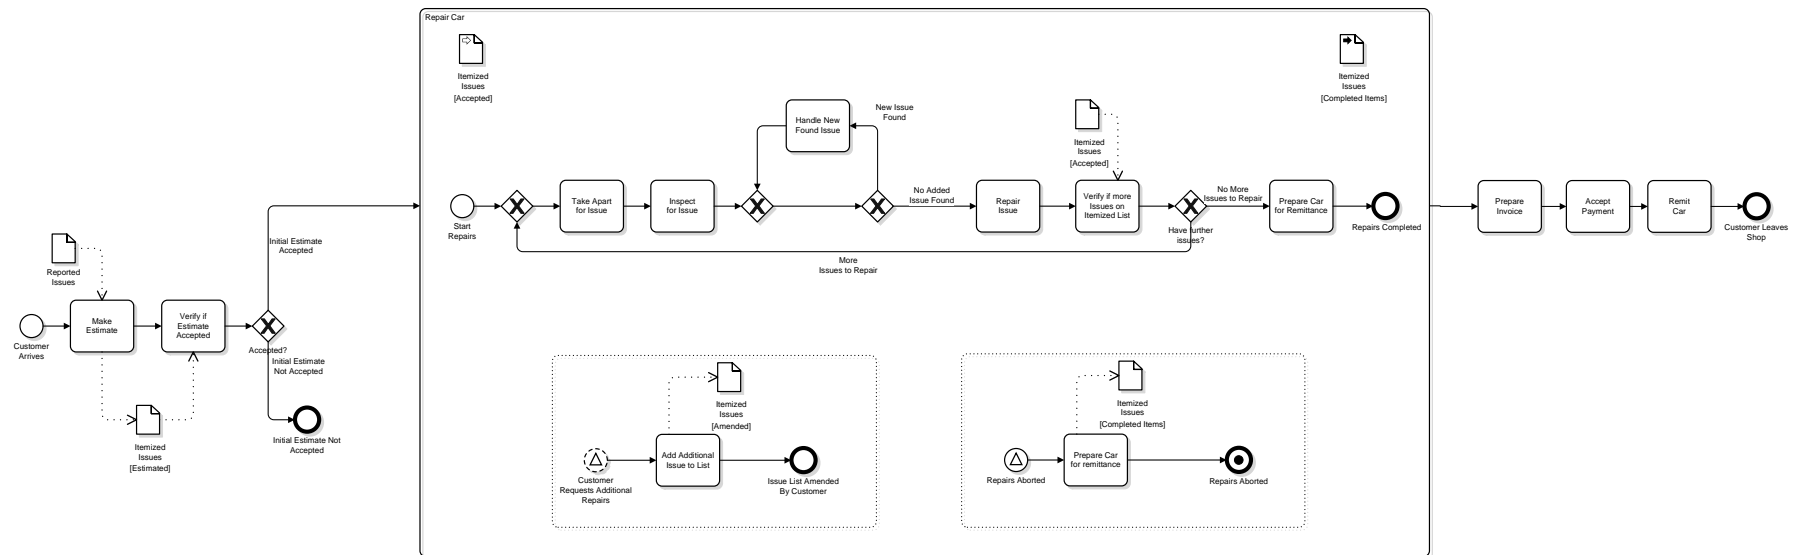 Repair Car
Itemized
Issues
[Accepted]
Itemized
Issues
[Completed Items]
Handle New
Found Issue
New Issue
Found
Itemized
Issues
[Accepted]
Start
Repairs
Take Apart
for Issue
Inspect
for Issue
No Added
Issue Found
Repair
Issue
Verify if more
Issues on
Itemized List
Have further
issues?
No More
Issues to Repair
Prepare Car
for Remittance
Repairs Completed
More
Issues to Repair
Prepare
Invoice
Accept
Payment
Remit
Car
Customer Leaves
Shop
Initial Estimate
Accepted
Reported
Issues
Customer
Arrives
Make
Estimate
Verify if
Estimate
Accepted
Accepted?
Initial Estimate
Not Accepted
Itemized
Issues
[Estimated]
Initial Estimate Not
Accepted
Itemized
Issues
[Amended]
Customer
Requests Additional
Repairs
Add Additional
Issue to List
Issue List Amended
By Customer
Itemized
Issues
[Completed Items]
Repairs Aborted
Prepare Car
for remittance
Repairs Aborted